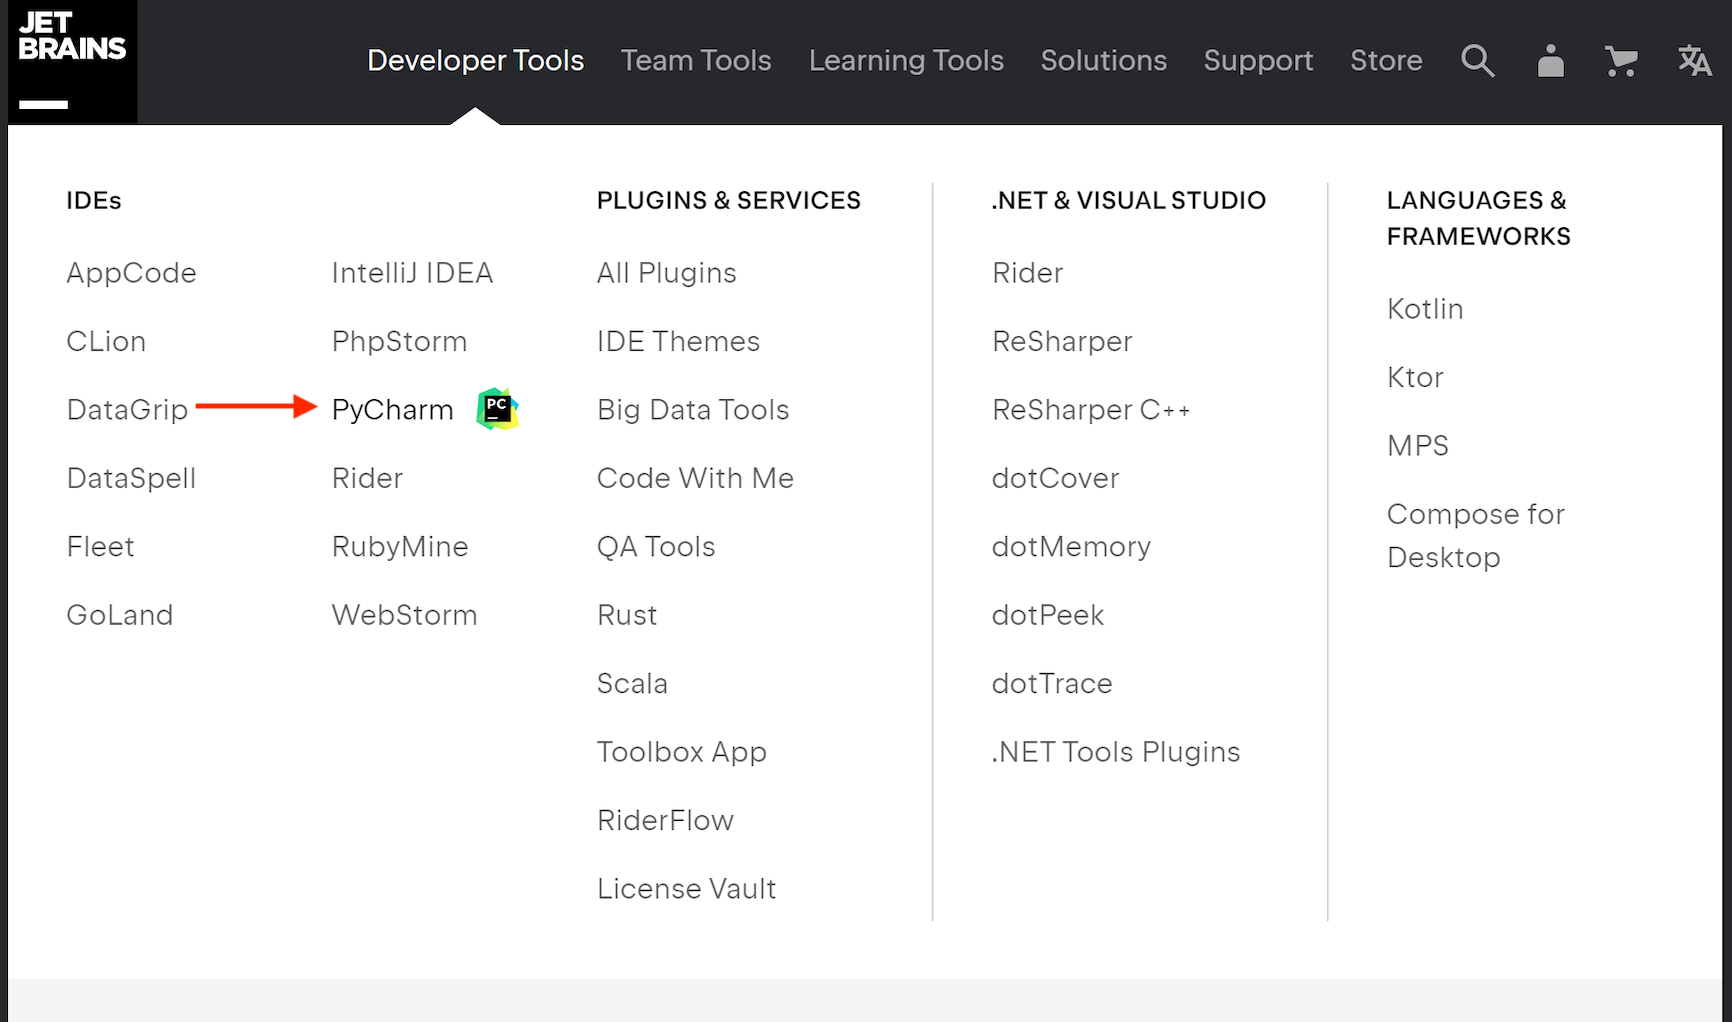 JET
BRAINS
Developer Tools
Team Tools
Learning Tools
Solutions
Support
Store
IDEs
AppCode
CLion
DataGrip
DataSpell
Fleet
GoLand
IntelliJ IDEA
PhpStorm
PyCharm
PC
Rider
RubyMine
WebStorm
PLUGINS & SERVICES
All Plugins
IDE Themes
Big Data Tools
Code With Me
QA Tools
Rust
Scala
Toolbox App
RiderFlow
License Vault
.NET & VISUAL STUDIO
Rider
ReSharper
ReSharper C++
dotCover
dotMemory
dotPeek
dotTrace
.NET Tools Plugins
LANGUAGES &
FRAMEWORKS
Kotlin
Ktor
MPS
Compose for
Desktop